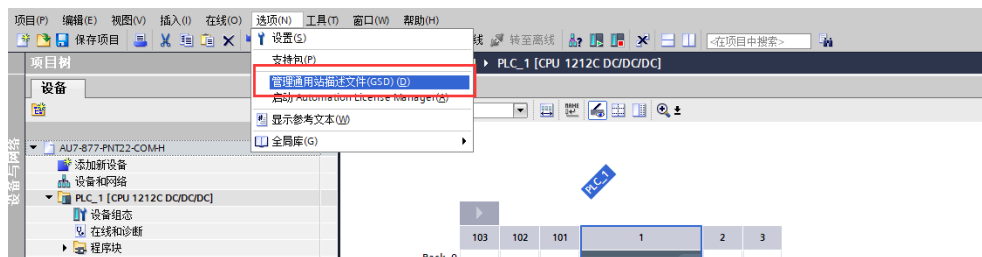 项目(P) 编辑(E) 视图(V) 插入(I) 在线(O) 选项(N) 工具(T) 窗口(W) 帮助(H)
保存项目 线 转至离线 <在项目中搜索>
设置(S)
支持包(P)
管理通用站描述文件(GSD) (D)
启动 Automation License Manager(A)
显示参考文本(W)
全局库(G)
项目树
PLC_1 [CPU 1212C DC/DC/DC]
设备
设备与网络
AU7-877-PNT22-COM-H
添加新设备
设备和网络
PLC_1 [CPU 1212C DC/DC/DC]
设备组态
在线和诊断
程序块
PLC_1
103 102 101 1 2 3